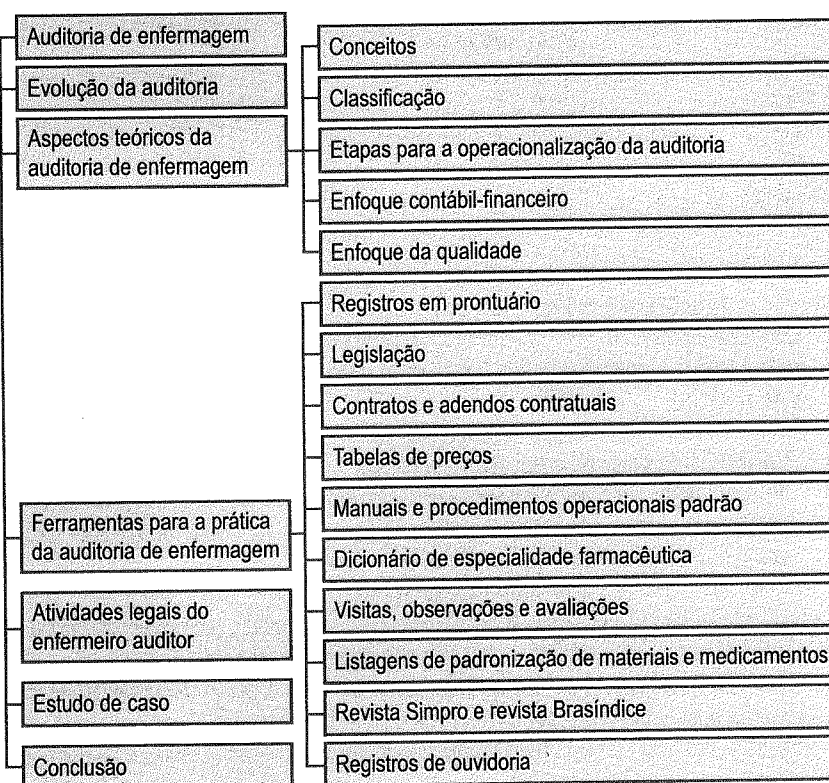 Auditoria de enfermagem
Evolução da auditoria
Aspectos teóricos da
auditoria de enfermagem
Conceitos
Classificação
Etapas para a operacionalização da auditoria
Enfoque contábil-financeiro
Enfoque da qualidade
Ferramentas para a prática
da auditoria de enfermagem
Registros em prontuário
Legislação
Contratos e adendos contratuais
Tabelas de preços
Manuais e procedimentos operacionais padrão
Dicionário de especialidade farmacêutica
Visitas, observações e avaliações
Listagens de padronização de materiais e medicamentos
Revista Simpro e revista Brasíndice
Registros de ouvidoria
Atividades legais do
enfermeiro auditor
Estudo de caso
Conclusão